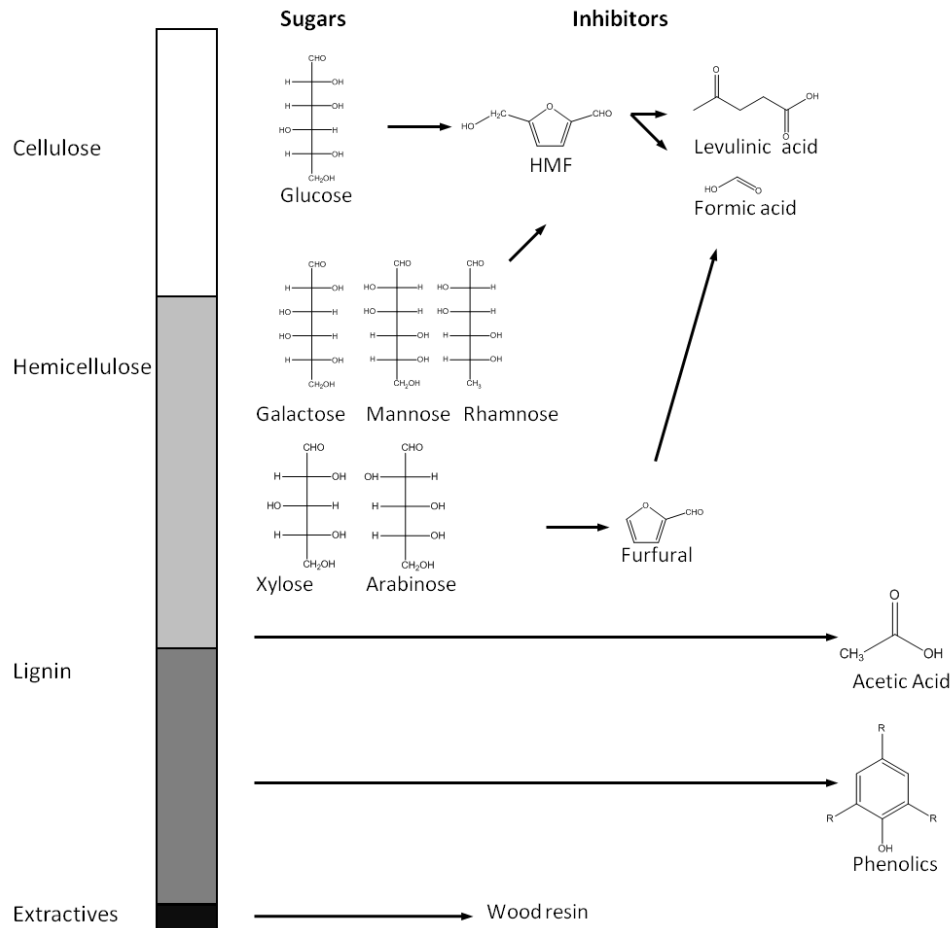 Sugars
Inhibitors
Cellulose
CHO
H OH
H OH
HO H
H OH
CH₂OH
Glucose
HO H₂C O CHO
HMF
O
OH
O
Levulinic acid
HO O
Formic acid
Hemicellulose
CHO CHO CHO
H OH HO H HO H
HO H HO H HO H
HO H H OH H OH
H OH H OH H OH
CH₂OH CH₂OH CH₃
Galactose Mannose Rhamnose
CHO CHO
H OH OH H
HO H H OH
H OH H OH
CH₂OH CH₂OH
Xylose Arabinose
O CHO
Furfural
Lignin
O
CH₃ OH
Acetic Acid
R
R R
OH
Phenolics
Extractives
Wood resin